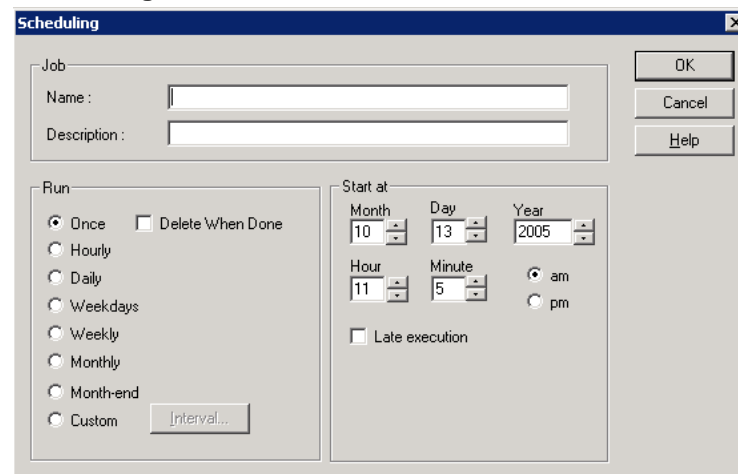 Scheduling
Job
Name :
Description :
OK
Cancel
Help
Run
Once
Delete When Done
Hourly
Daily
Weekdays
Weekly
Monthly
Month-end
Custom
Interval...
Start at
Month Day Year
10 13 2005
Hour Minute
11 5
am
pm
Late execution